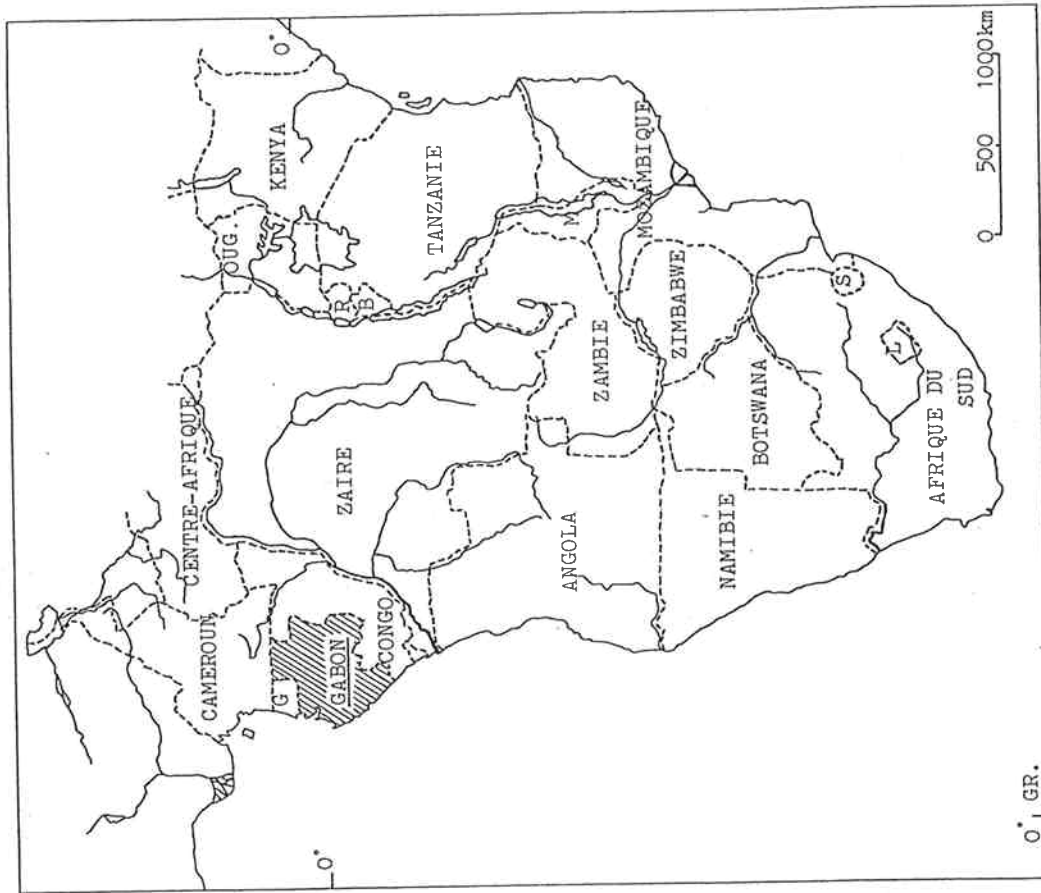 CAMEROUN
CENTRE-AFRIQUE
OUG.
KENYA
0°
0°
G
GABON
CONGO
ZAIRE
R
B
TANZANIE
ANGOLA
ZAMBIE
M
MOZAMBIQUE
ZIMBABWE
NAMIBIE
BOTSWANA
S
L
AFRIQUE DU
SUD
0°
GR.
0
500
1000km